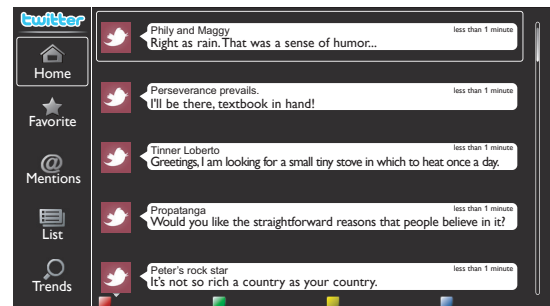 twitter
Home
Favorite
@
Mentions
List
Trends
Phily and Maggy
less than 1 minute
Right as rain. That was a sense of humor...
Perseverance prevails.
less than 1 minute
I'll be there, textbook in hand!
Tinner Loberto
less than 1 minute
Greetings, I am looking for a small tiny stove in which to heat once a day.
Propatanga
less than 1 minute
Would you like the straightforward reasons that people believe in it?
Peter's rock star
less than 1 minute
It's not so rich a country as your country.